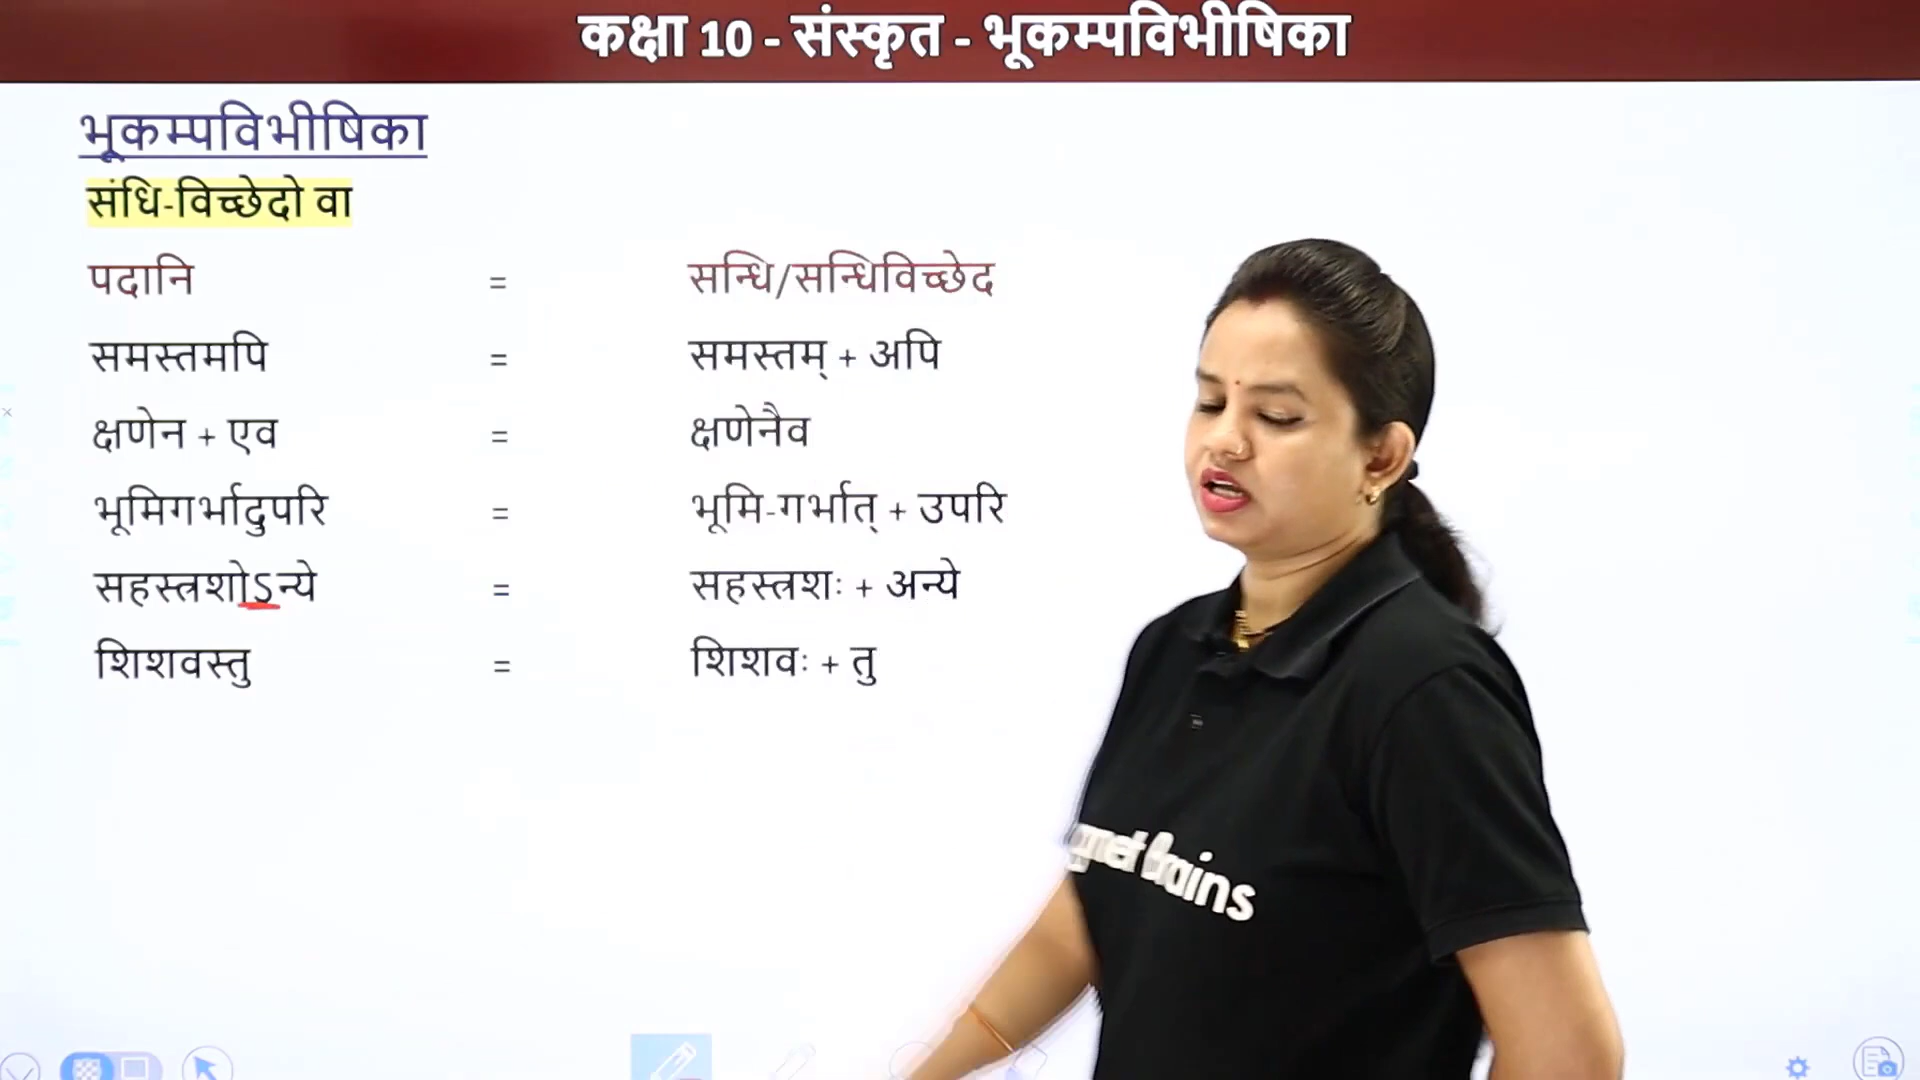 कक्षा 10 - संस्कृत - भूकम्पविभीषिका
भूकम्पविभीषिका
संधि-विच्छेदो वा
पदानि = सन्धि/सन्धिविच्छेद
समस्तमपि = समस्तम् + अपि
क्षणेन + एव = क्षणेनैव
भूमिगर्भादुपरि = भूमि-गर्भात् + उपरि
सहस्त्रशोऽन्ये = सहस्त्रशः + अन्ये
शिशवस्तु = शिशवः + तु
Brains